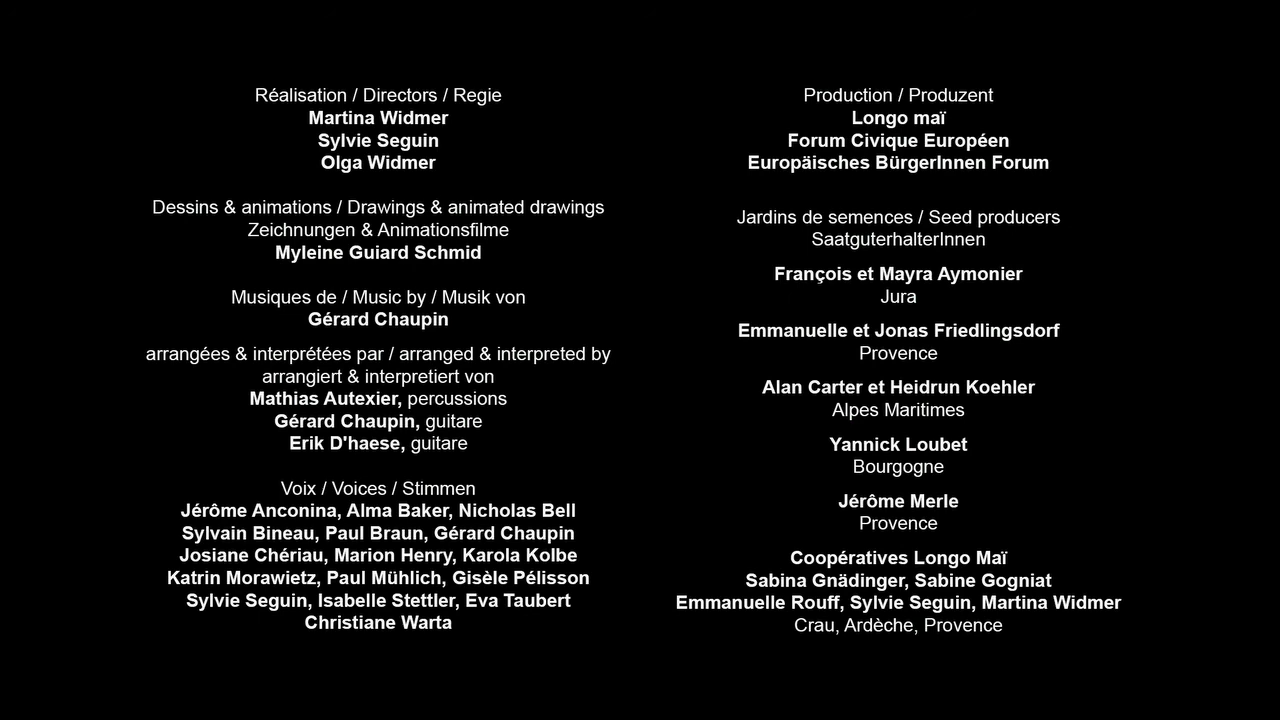 Réalisation / Directors / Regie
Martina Widmer
Sylvie Seguin
Olga Widmer
Dessins & animations / Drawings & animated drawings
Zeichnungen & Animationsfilme
Myleine Guiard Schmid
Musiques de / Music by / Musik von
Gérard Chaupin
arrangées & interprétées par / arranged & interpreted by
arrangiert & interpretiert von
Mathias Autexier, percussions
Gérard Chaupin, guitare
Erik D'haese, guitare
Voix / Voices / Stimmen
Jérôme Anconina, Alma Baker, Nicholas Bell
Sylvain Bineau, Paul Braun, Gérard Chaupin
Josiane Chériau, Marion Henry, Karola Kolbe
Katrin Morawietz, Paul Mühlich, Gisèle Pélisson
Sylvie Seguin, Isabelle Stettler, Eva Taubert
Christiane Warta
Production / Produzent
Longo maï
Forum Civique Européen
Europäisches BürgerInnen Forum
Jardins de semences / Seed producers
SaatguterhalterInnen
François et Mayra Aymonier
Jura
Emmanuelle et Jonas Friedlingsdorf
Provence
Alan Carter et Heidrun Koehler
Alpes Maritimes
Yannick Loubet
Bourgogne
Jérôme Merle
Provence
Coopératives Longo Maï
Sabina Gnädinger, Sabine Gogniat
Emmanuelle Rouff, Sylvie Seguin, Martina Widmer
Crau, Ardèche, Provence